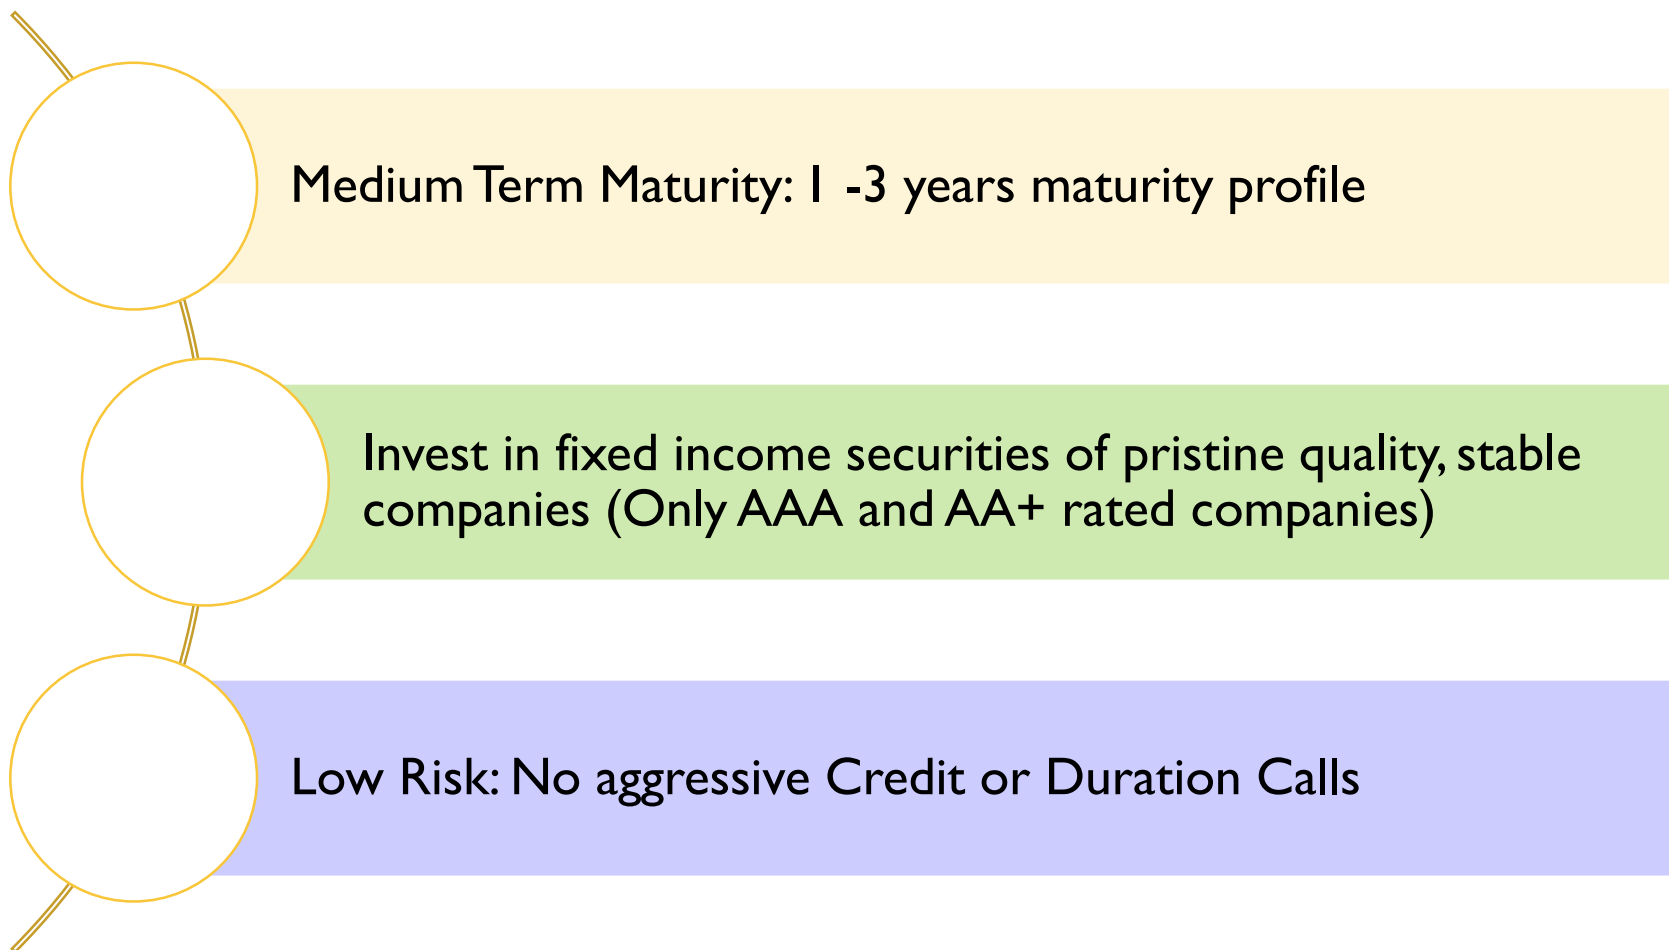 Medium Term Maturity: 1 -3 years maturity profile
Invest in fixed income securities of pristine quality, stable
companies (Only AAA and AA+ rated companies)
Low Risk: No aggressive Credit or Duration Calls